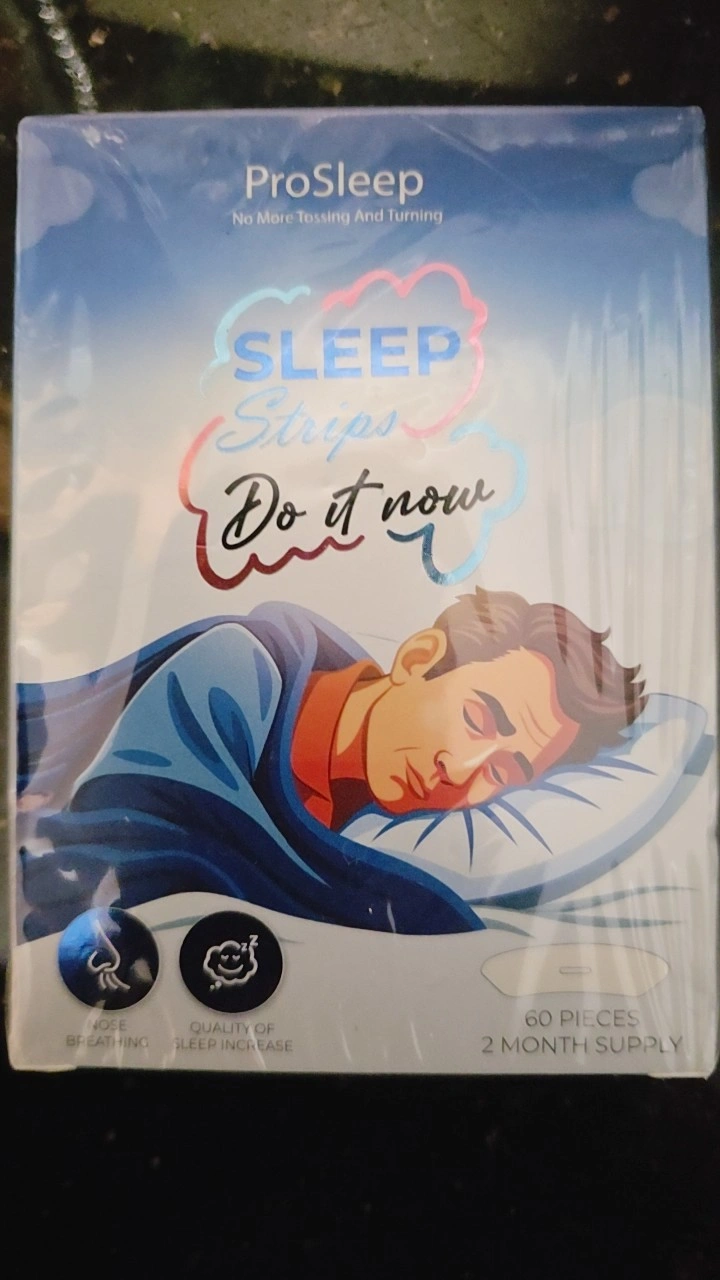 ProSleep
No More Tossing And Turning
SLEEP
Strips
Do it now
zzZ
NOSE
BREATHING
QUALITY OF
SLEEP INCREASE
60 PIECES
2 MONTH SUPPLY